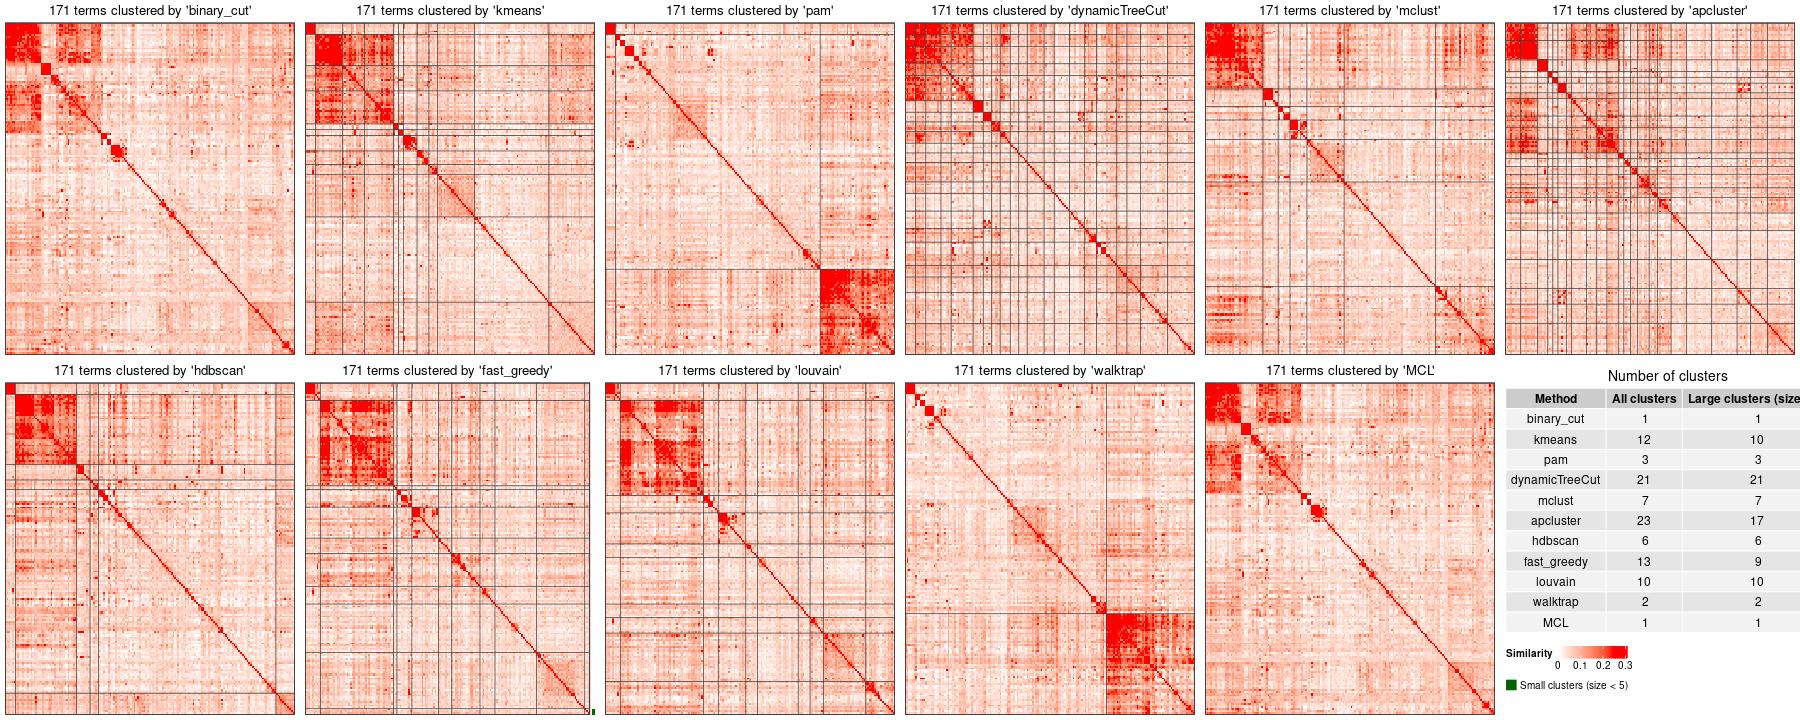 171 terms clustered by 'binary_cut'
171 terms clustered by 'kmeans'
171 terms clustered by 'pam'
171 terms clustered by 'dynamicTreeCut'
171 terms clustered by 'mclust'
171 terms clustered by 'apcluster'
171 terms clustered by 'hdbscan'
171 terms clustered by 'fast_greedy'
171 terms clustered by 'louvain'
171 terms clustered by 'walktrap'
171 terms clustered by 'MCL'
Number of clusters
Method All clusters Large clusters (size
binary_cut 1 1
kmeans 12 10
pam 3 3
dynamicTreeCut 21 21
mclust 7 7
apcluster 23 17
hdbscan 6 6
fast_greedy 13 9
louvain 10 10
walktrap 2 2
MCL 1 1
Similarity
0 0.1 0.2 0.3
Small clusters (size < 5)